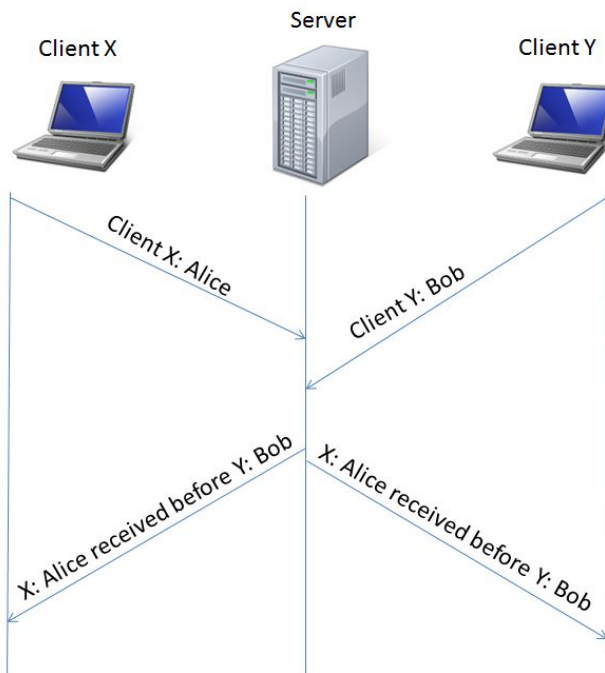 Server
Client X
Client Y
Client X: Alice
Client Y: Bob
X: Alice received before Y: Bob
X: Alice received before Y: Bob